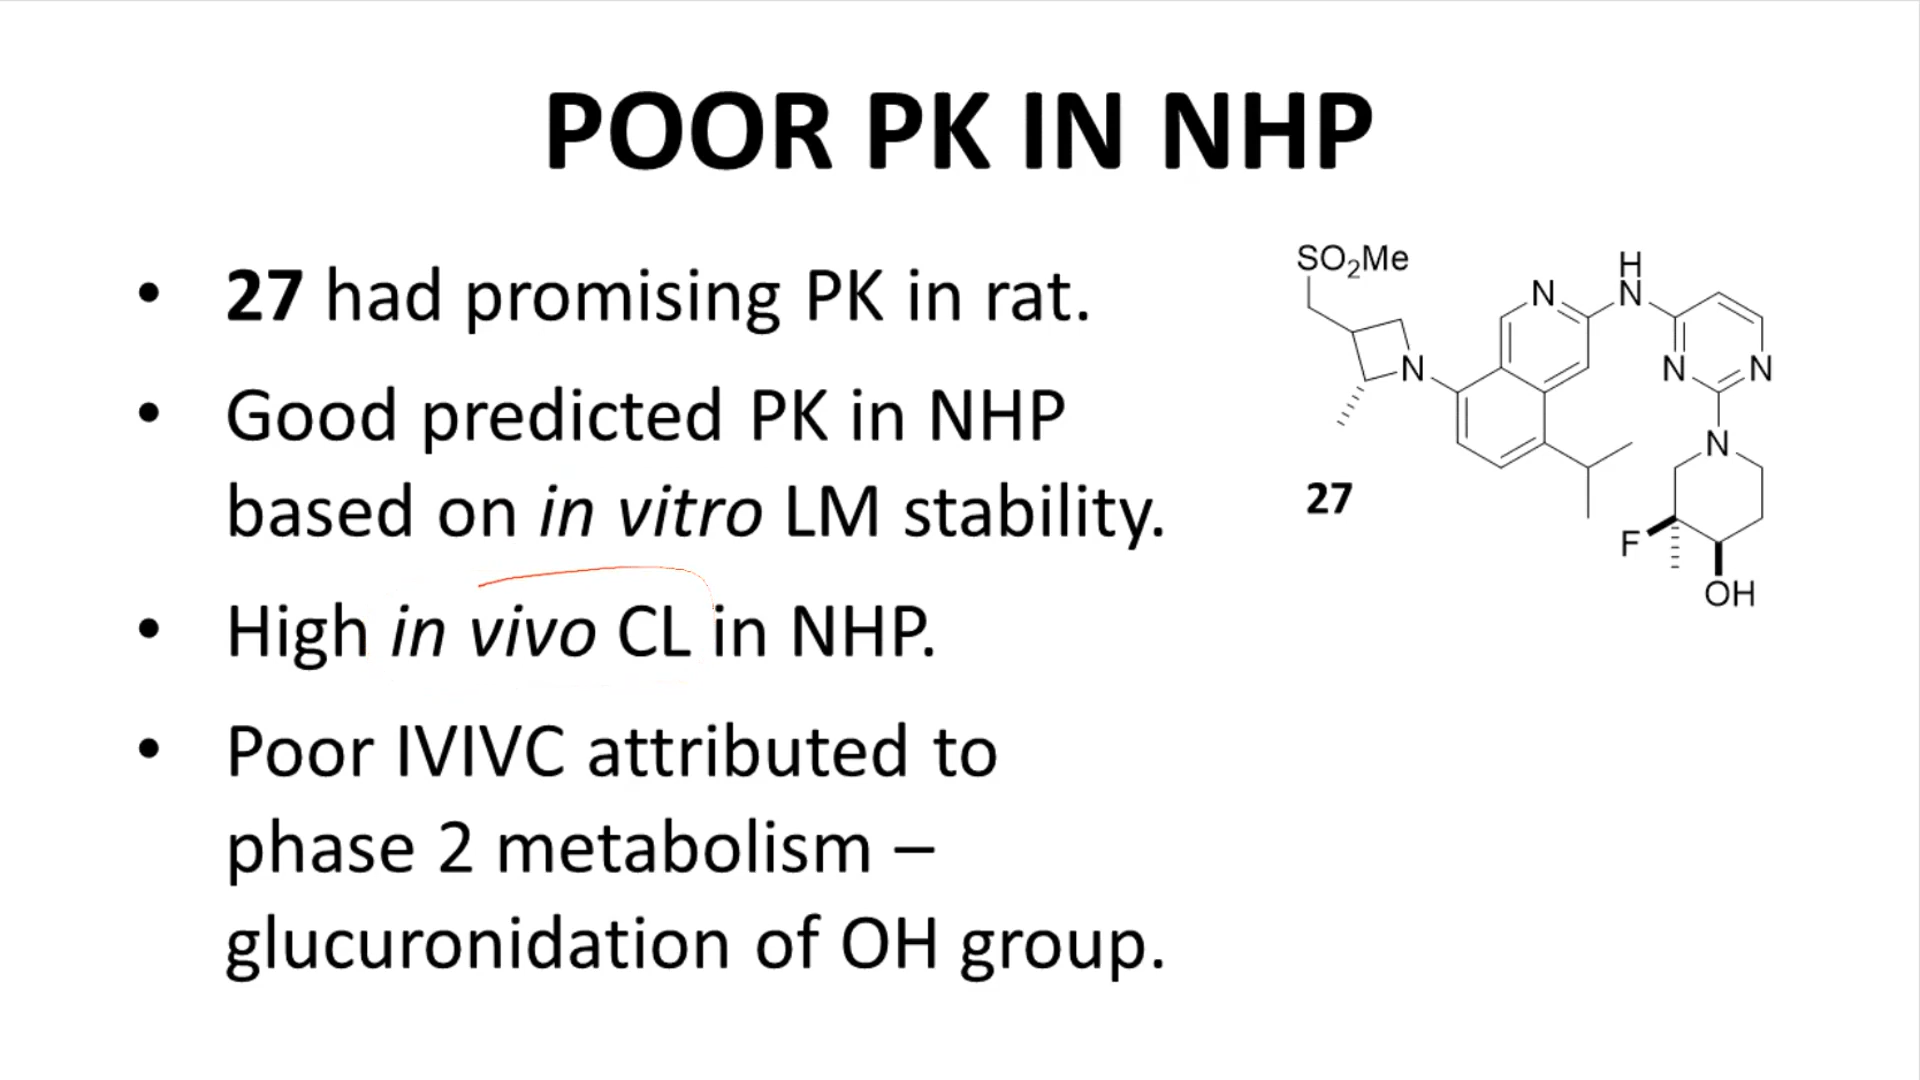 POOR PK IN NHP
• 27 had promising PK in rat.
• Good predicted PK in NHP
based on in vitro LM stability.
• High in vivo CL in NHP.
• Poor IVIVC attributed to
phase 2 metabolism –
glucuronidation of OH group.
SO₂Me
H
N
N
N
N
N
N
27
F
OH